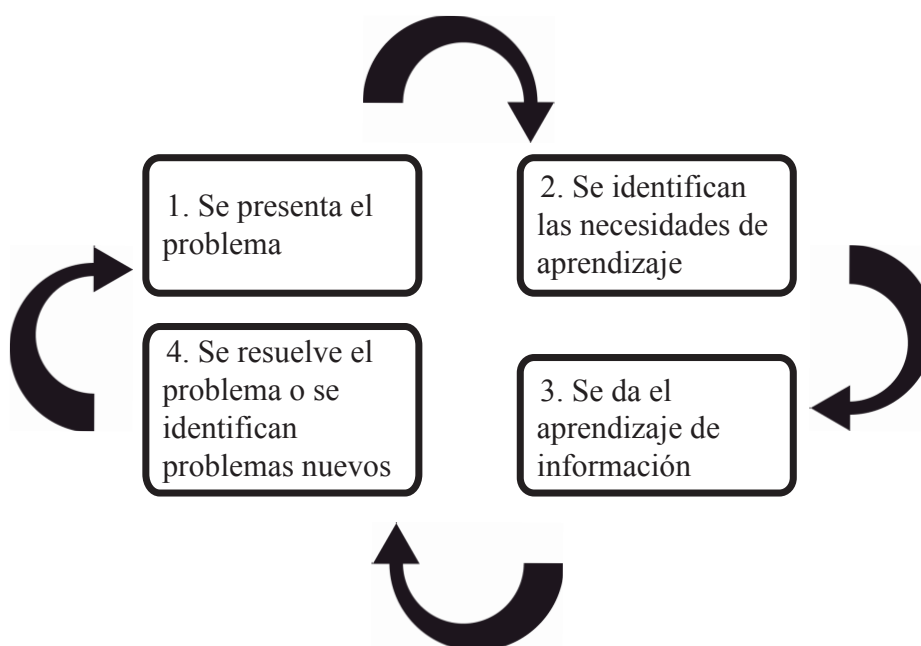 1. Se presenta el
problema
2. Se identifican
las necesidades de
aprendizaje
3. Se da el
aprendizaje de
información
4. Se resuelve el
problema o se
identifican
problemas nuevos